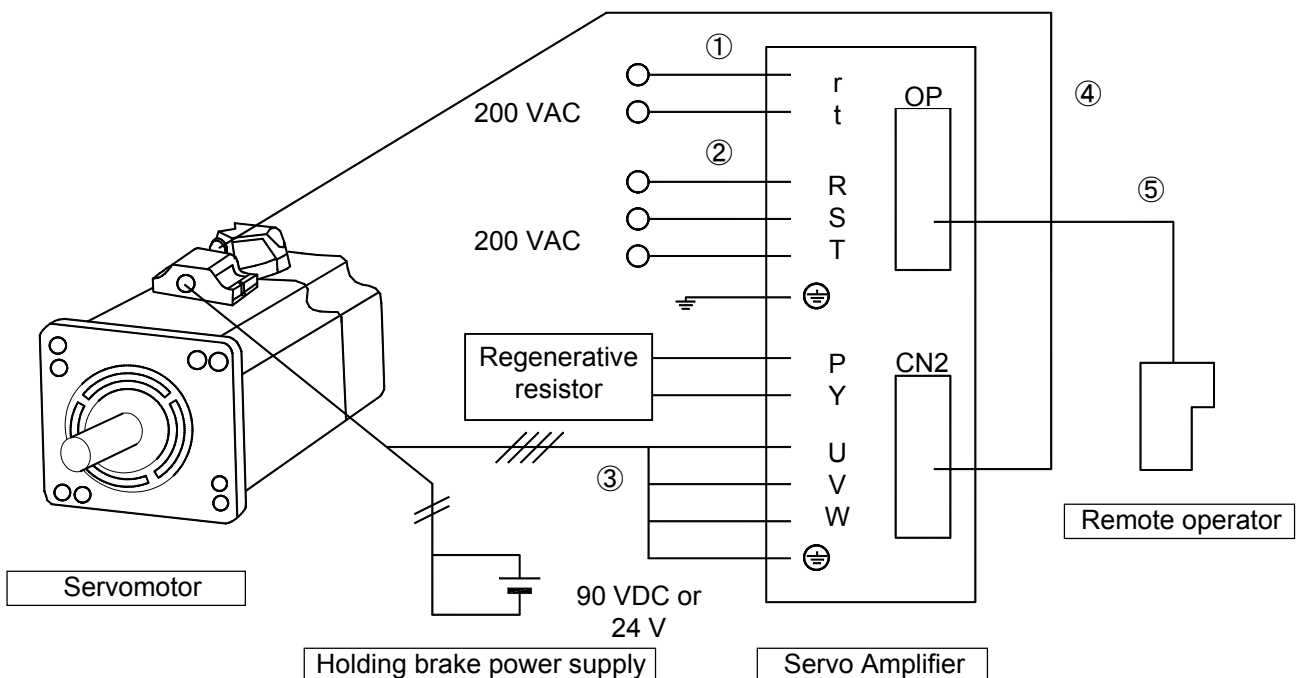 ①
r
OP
④
200 VAC
t
②
R
⑤
S
200 VAC
T
Regenerative
resistor
P
CN2
Y
U
③
V
W
Remote operator
Servomotor
90 VDC or
24 V
Holding brake power supply
Servo Amplifier